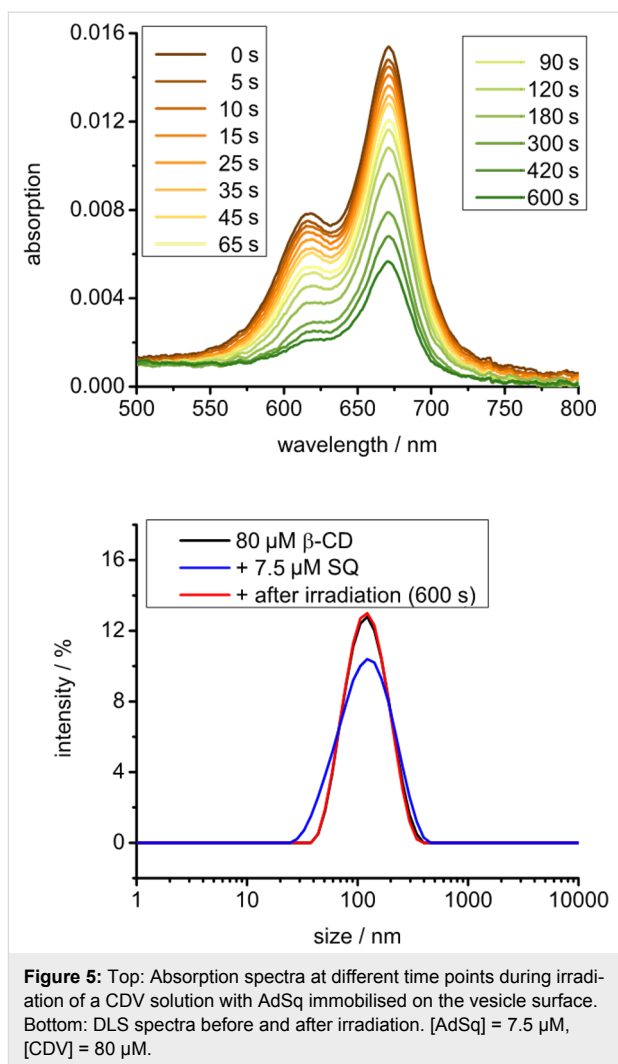 0.016
0.012
0.008
0.004
0.000
absorption
0 s
5 s
10 s
15 s
25 s
35 s
45 s
65 s
90 s
120 s
180 s
300 s
420 s
600 s
500 550 600 650 700 750 800
wavelength / nm
16
12
8
4
0
intensity / %
80 µM β-CD
+ 7.5 µM SQ
+ after irradiation (600 s)
1 10 100 1000 10000
size / nm
Figure 5: Top: Absorption spectra at different time points during irradi-
ation of a CDV solution with AdSq immobilised on the vesicle surface.
Bottom: DLS spectra before and after irradiation. [AdSq] = 7.5 µM,
[CDV] = 80 µM.